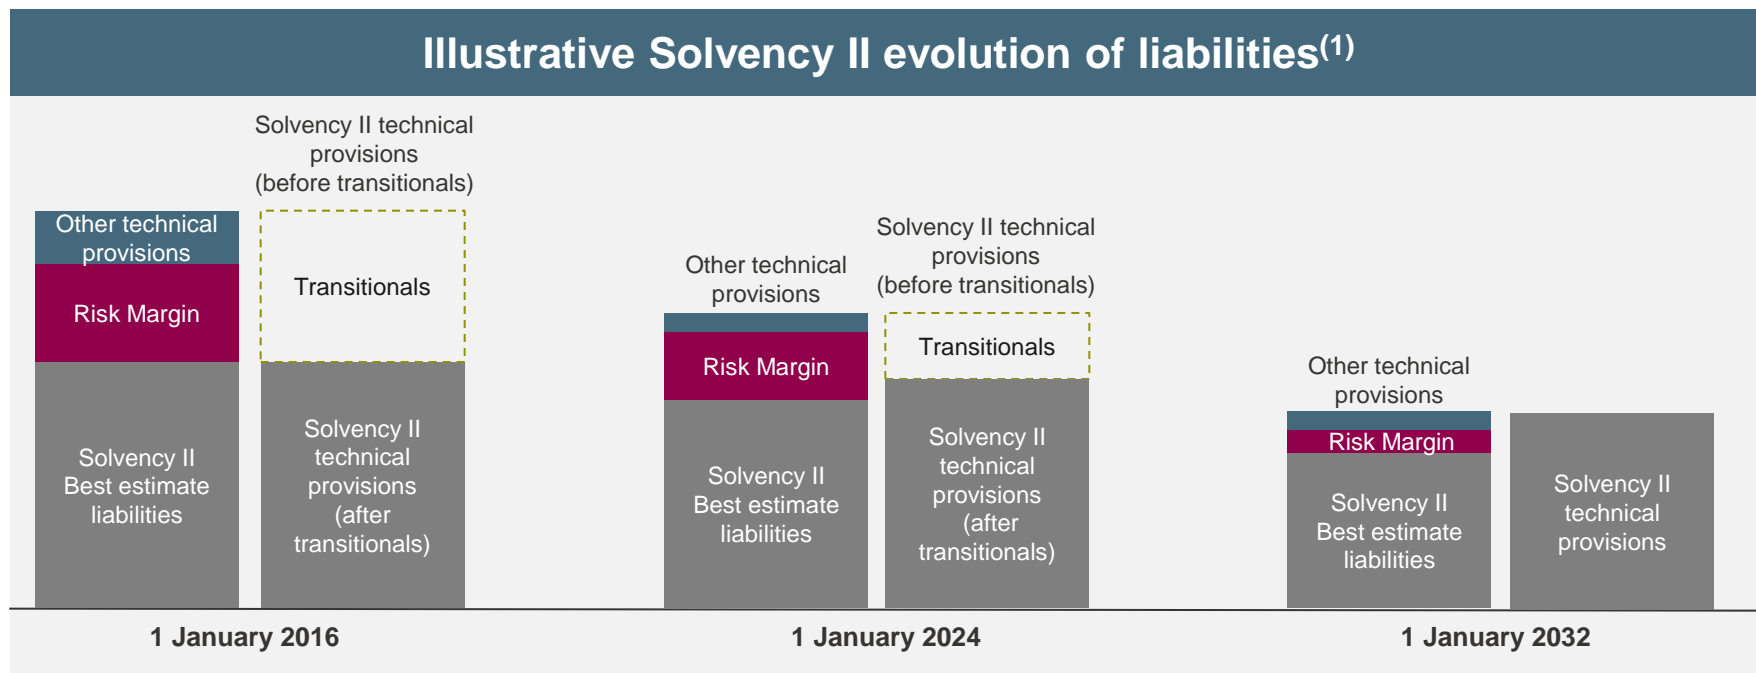 Illustrative Solvency II evolution of liabilities(1)
Solvency II technical
provisions
(before transitionals)
Other technical
provisions
Risk Margin
Solvency II
Best estimate
liabilities
Transitionals
Solvency II
technical
provisions
(after
transitionals)
1 January 2016
Other technical
provisions
Risk Margin
Solvency II
Best estimate
liabilities
Solvency II technical
provisions
(before transitionals)
Transitionals
Solvency II
technical
provisions
(after
transitionals)
1 January 2024
Other technical
provisions
Risk Margin
Solvency II
Best estimate
liabilities
Solvency II
technical
provisions
1 January 2032